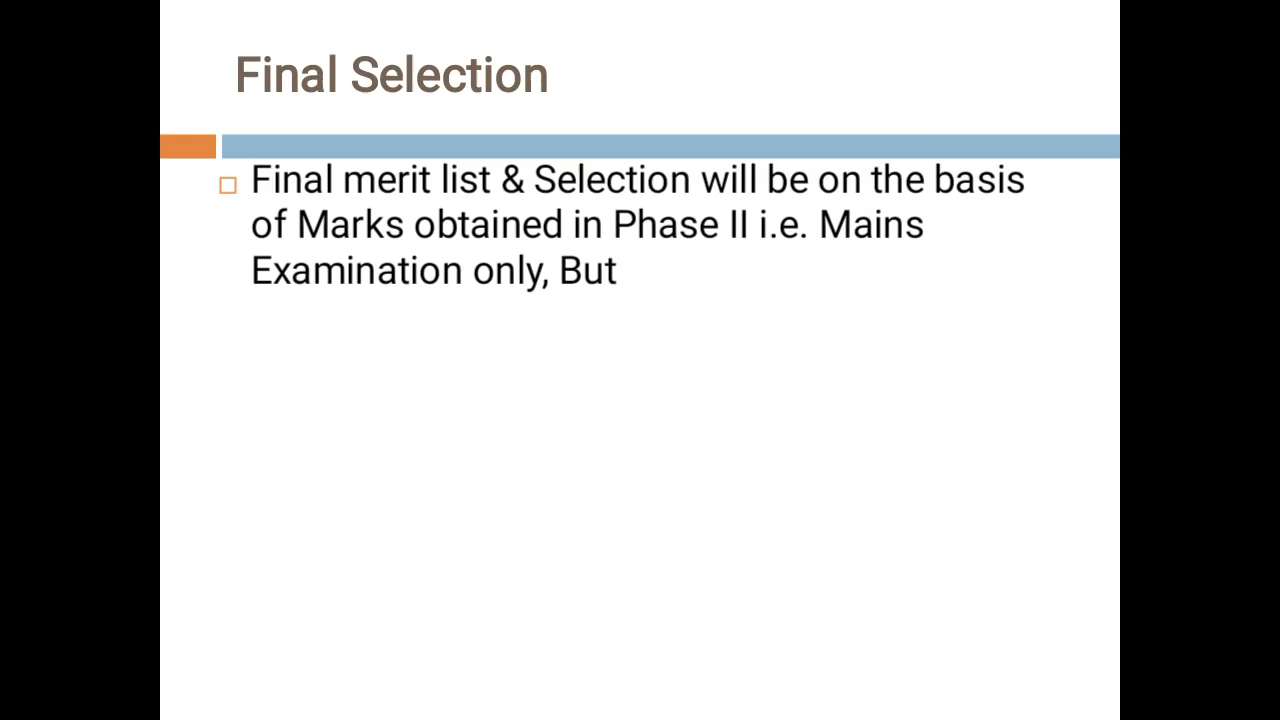 Final Selection
Final merit list & Selection will be on the basis
of Marks obtained in Phase II i.e. Mains
Examination only, But